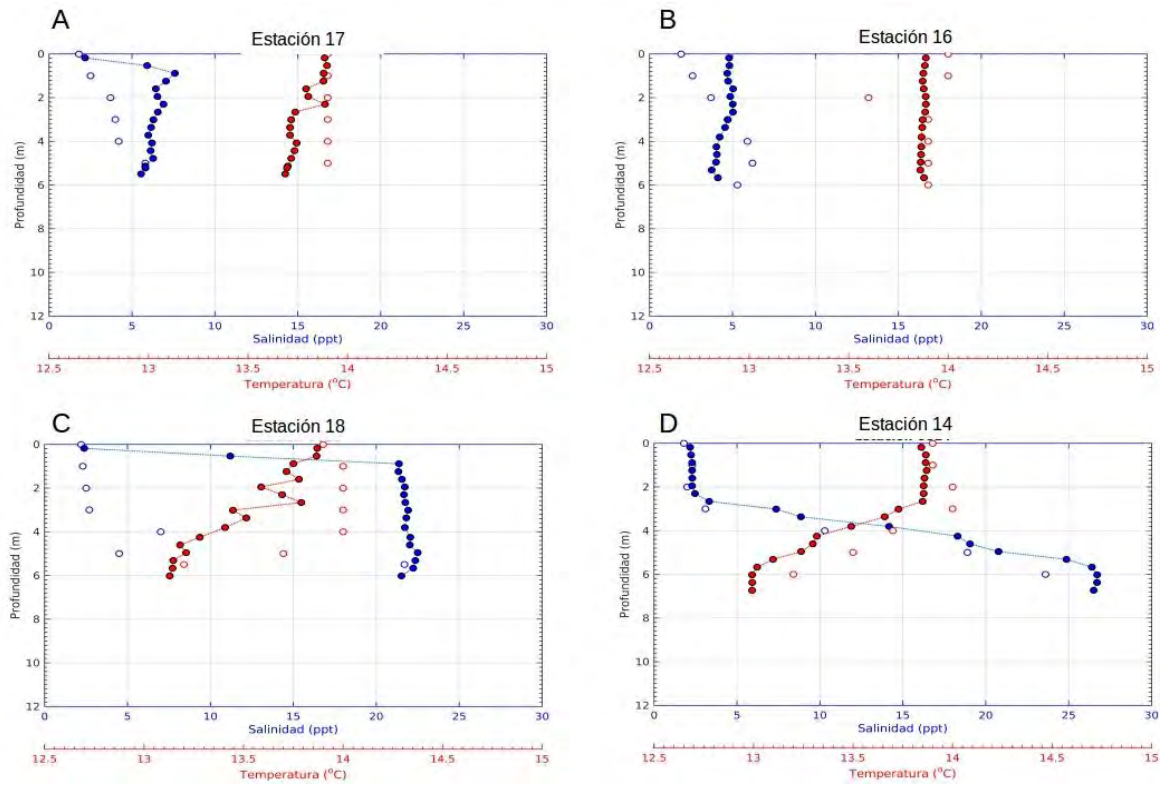 A
Estación 17
0
2
4
6
8
10
12
Profundidad (m)
0 5 10 15 20 25 30
Salinidad (ppt)
12.5 13 13.5 14 14.5 15
Temperatura (°C)
B
Estación 16
0
2
4
6
8
10
12
Profundidad (m)
0 5 10 15 20 25 30
Salinidad (ppt)
12.5 13 13.5 14 14.5 15
Temperatura (°C)
C
Estación 18
0
2
4
6
8
10
12
Profundidad (m)
0 5 10 15 20 25 30
Salinidad (ppt)
12.5 13 13.5 14 14.5 15
Temperatura (°C)
D
Estación 14
0
2
4
6
8
10
12
Profundidad (m)
0 5 10 15 20 25 30
Salinidad (ppt)
12.5 13 13.5 14 14.5 15
Temperatura (°C)